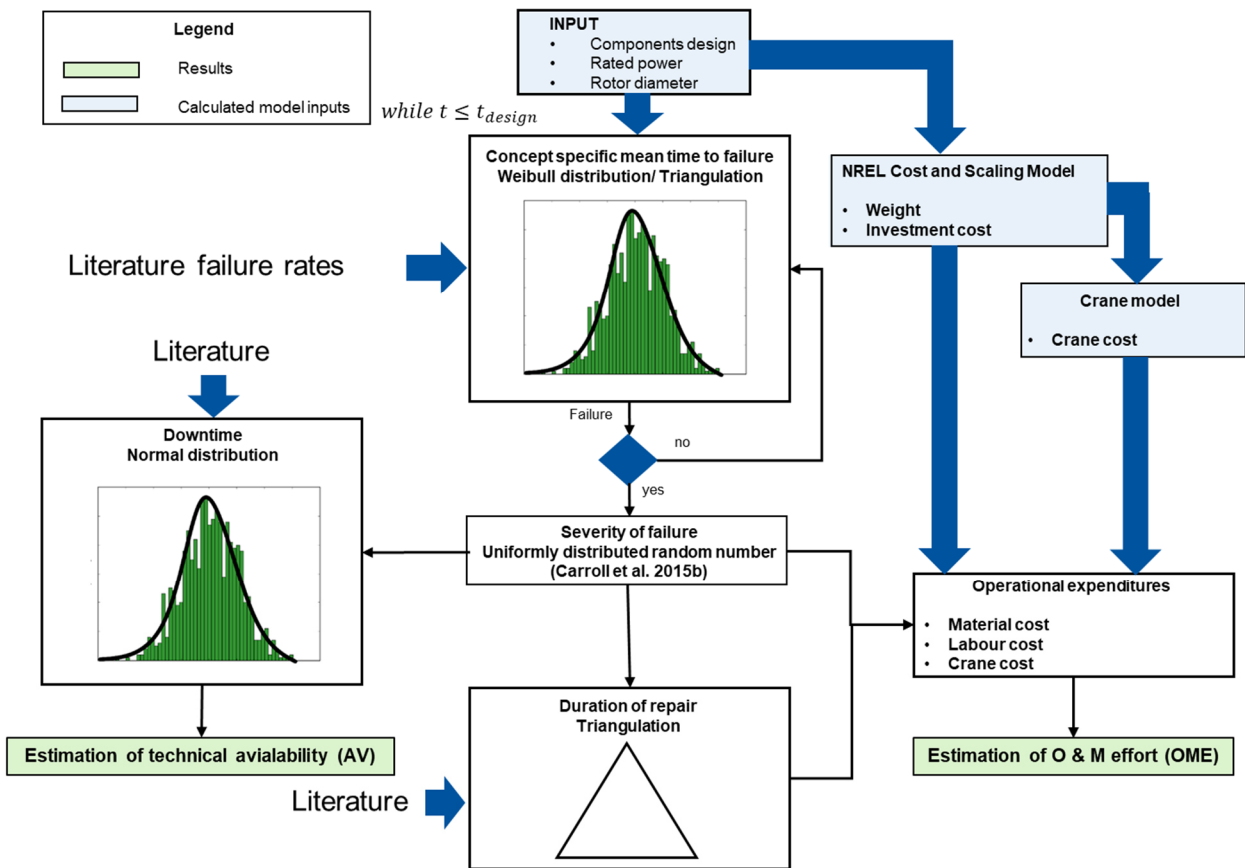 Legend
Results
Calculated model inputs
INPUT
• Components design
• Rated power
• Rotor diameter
while t ≤ t_design
Concept specific mean time to failure
Weibull distribution/ Triangulation
NREL Cost and Scaling Model
• Weight
• Investment cost
Literature failure rates
Crane model
• Crane cost
Literature
Failure
no
yes
Downtime
Normal distribution
Severity of failure
Uniformly distributed random number
(Carroll et al. 2015b)
Operational expenditures
• Material cost
• Labour cost
• Crane cost
Duration of repair
Triangulation
Estimation of technical avialability (AV)
Estimation of O & M effort (OME)
Literature